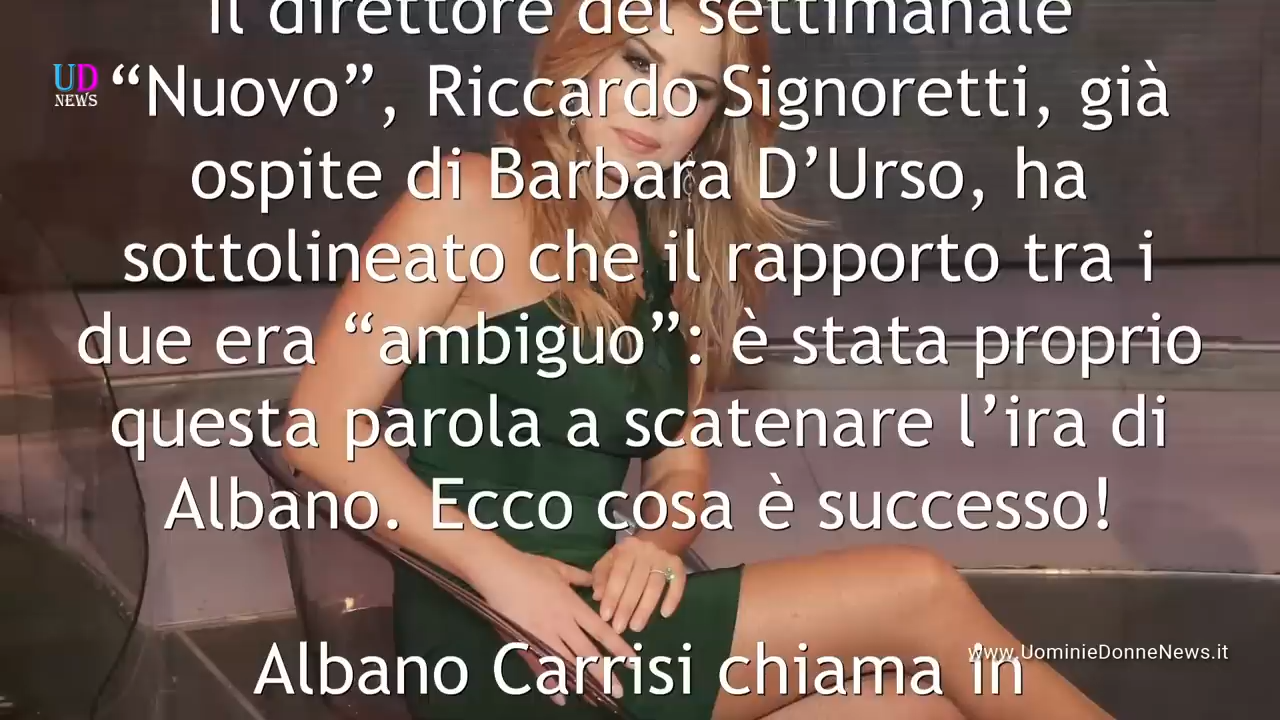 Il direttore del settimanale
UD
NEWS
“Nuovo”, Riccardo Signoretti, già
ospite di Barbara D’Urso, ha
sottolineato che il rapporto tra i
due era “ambiguo”: è stata proprio
questa parola a scatenare l’ira di
Albano. Ecco cosa è successo!
Albano Carrisi chiama in
www.UominieDonneNews.it